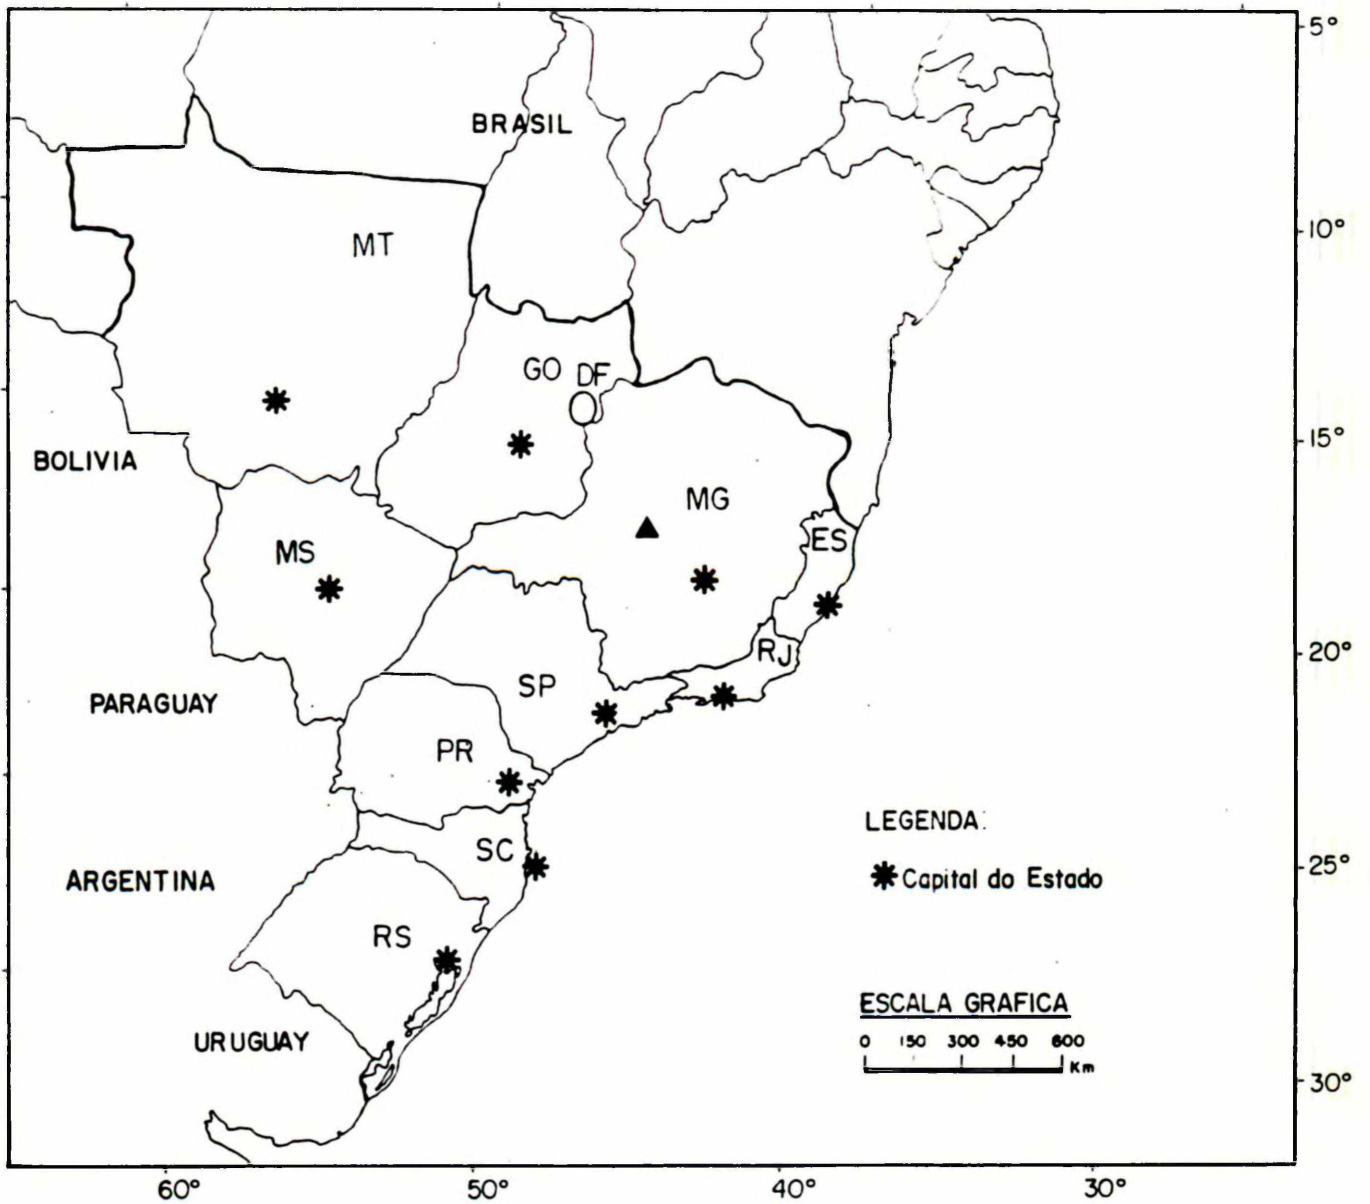 5°
BRASIL
10°
MT
GO DF
15°
BOLIVIA
MG
ES
MS
20°
RJ
SP
PARAGUAY
PR
LEGENDA:
SC
25°
Capital do Estado
ARGENTINA
RS
ESCALA GRAFICA
URUGUAY
0 150 300 450 600
Km
30°
60° 50° 40° 30°